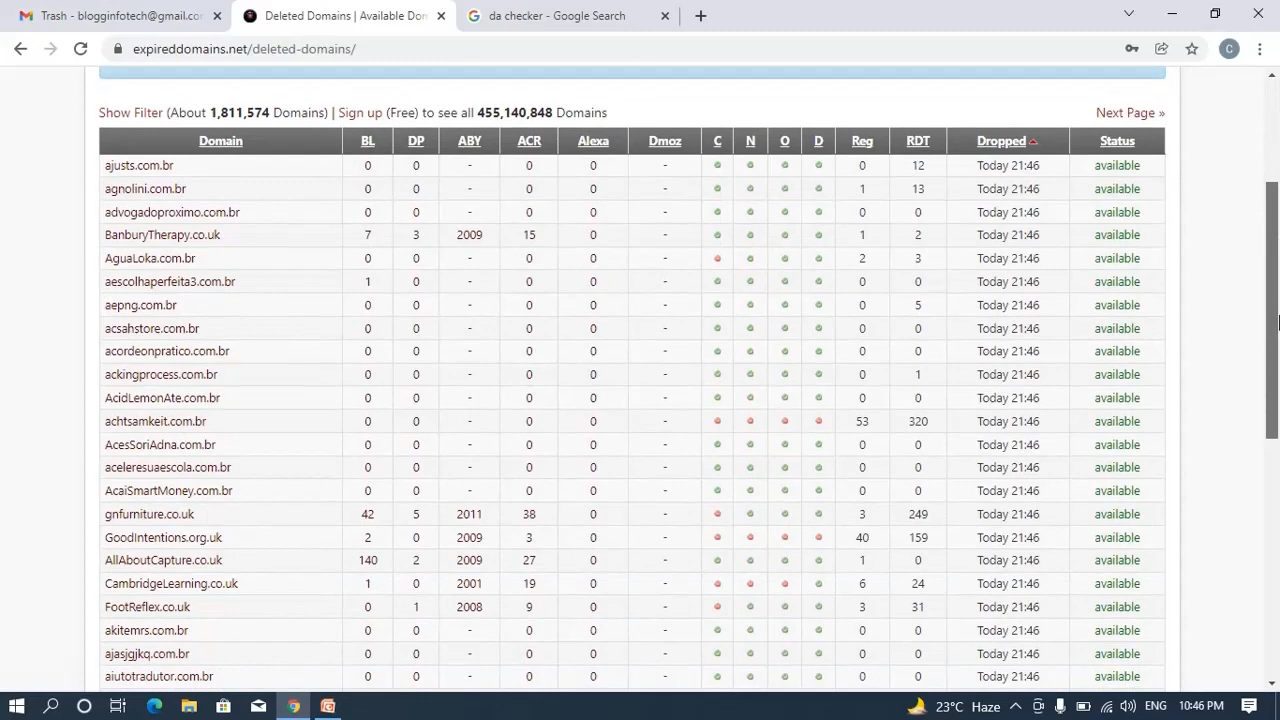 Trash - blogginfotech@gmail.co
Deleted Domains | Available Dom
da checker - Google Search
expireddomains.net/deleted-domains/
C
Show Filter (About 1,811,574 Domains) | Sign up (Free) to see all 455,140,848 Domains
Next Page »
Domain BL DP ABY ACR Alexa Dmoz C N O D Reg RDT Dropped Status
ajusts.com.br 0 0 - 0 0 - 0 12 Today 21:46 available
agnolini.com.br 0 0 - 0 0 - 1 13 Today 21:46 available
advogadoproximo.com.br 0 0 - 0 0 - 0 0 Today 21:46 available
BanburyTherapy.co.uk 7 3 2009 15 0 - 1 2 Today 21:46 available
AguaLoka.com.br 0 0 - 0 0 - 2 3 Today 21:46 available
aescolhaperfeita3.com.br 1 0 - 0 0 - 0 0 Today 21:46 available
aepng.com.br 0 0 - 0 0 - 0 5 Today 21:46 available
acsahstore.com.br 0 0 - 0 0 - 0 0 Today 21:46 available
acordeonpratico.com.br 0 0 - 0 0 - 0 0 Today 21:46 available
ackingprocess.com.br 0 0 - 0 0 - 0 1 Today 21:46 available
AcidLemonAte.com.br 0 0 - 0 0 - 0 0 Today 21:46 available
achtsamkeit.com.br 0 0 - 0 0 - 53 320 Today 21:46 available
AcesSoriAdna.com.br 0 0 - 0 0 - 0 0 Today 21:46 available
aceleresuaescola.com.br 0 0 - 0 0 - 0 0 Today 21:46 available
AcaiSmartMoney.com.br 0 0 - 0 0 - 0 0 Today 21:46 available
gnfurniture.co.uk 42 5 2011 38 0 - 3 249 Today 21:46 available
GoodIntentions.org.uk 2 0 2009 3 0 - 40 159 Today 21:46 available
AllAboutCapture.co.uk 140 2 2009 27 0 - 1 0 Today 21:46 available
CambridgeLearning.co.uk 1 0 2001 19 0 - 6 24 Today 21:46 available
FootReflex.co.uk 0 1 2008 9 0 - 3 31 Today 21:46 available
akitemrs.com.br 0 0 - 0 0 - 0 0 Today 21:46 available
ajasjgjkq.com.br 0 0 - 0 0 - 0 0 Today 21:46 available
aiutotradutor.com.br 0 0 - 0 0 - 0 0 Today 21:46 available
23°C Haze ENG 10:46 PM